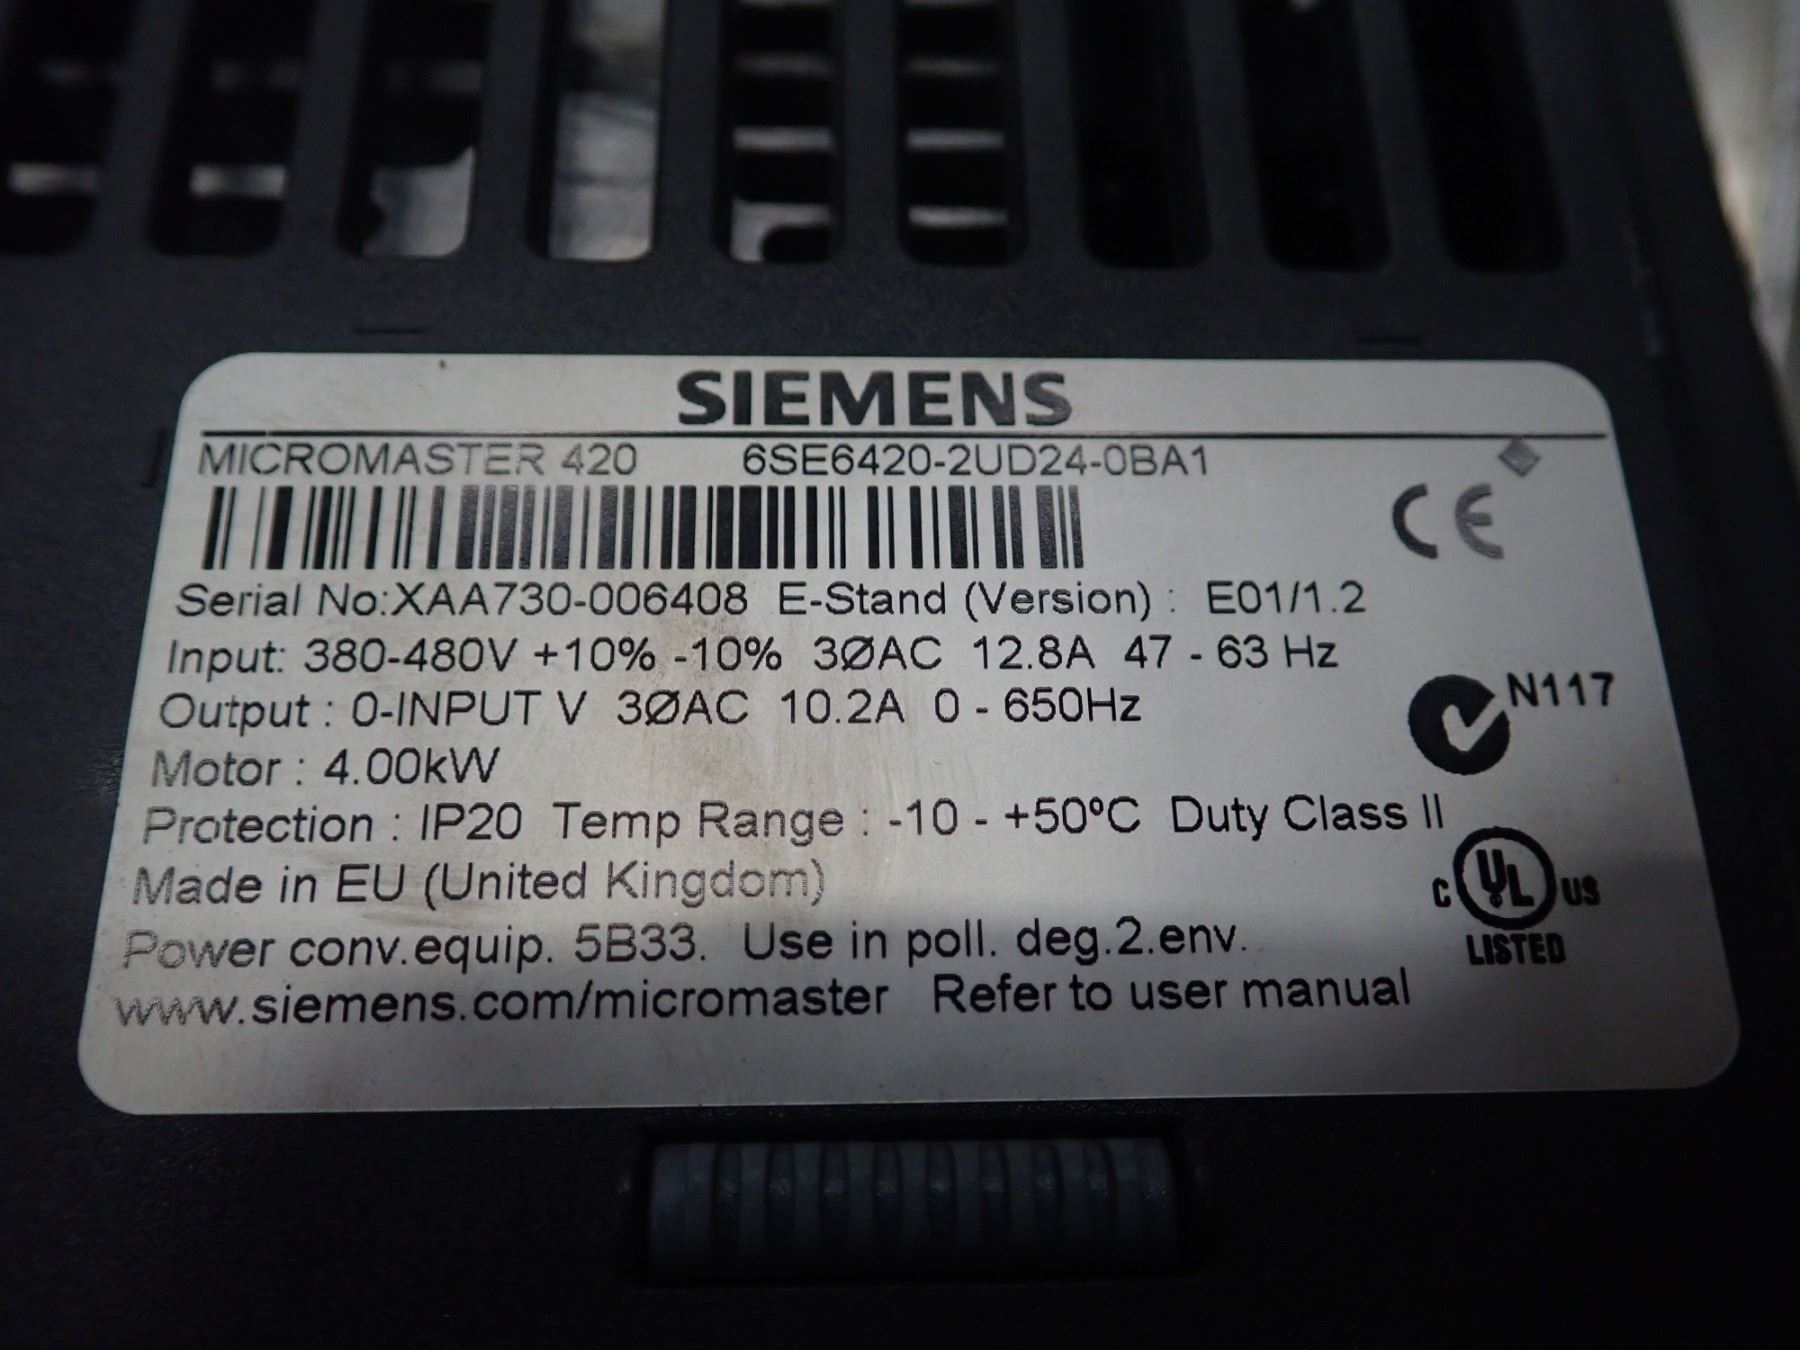 SIEMENS
MICROMASTER 420 6SE6420-2UD24-0BA1
CE
Serial No:XAA730-006408 E-Stand (Version) : E01/1.2
Input: 380-480V +10% -10% 3ØAC 12.8A 47 - 63 Hz
Output : 0-INPUT V 3ØAC 10.2A 0 - 650Hz
N117
Motor : 4.00kW
Protection : IP20 Temp Range : -10 - +50ºC Duty Class II
Made in EU (United Kingdom)
C UL US
LISTED
Power conv.equip. 5B33. Use in poll. deg.2.env.
www.siemens.com/micromaster Refer to user manual